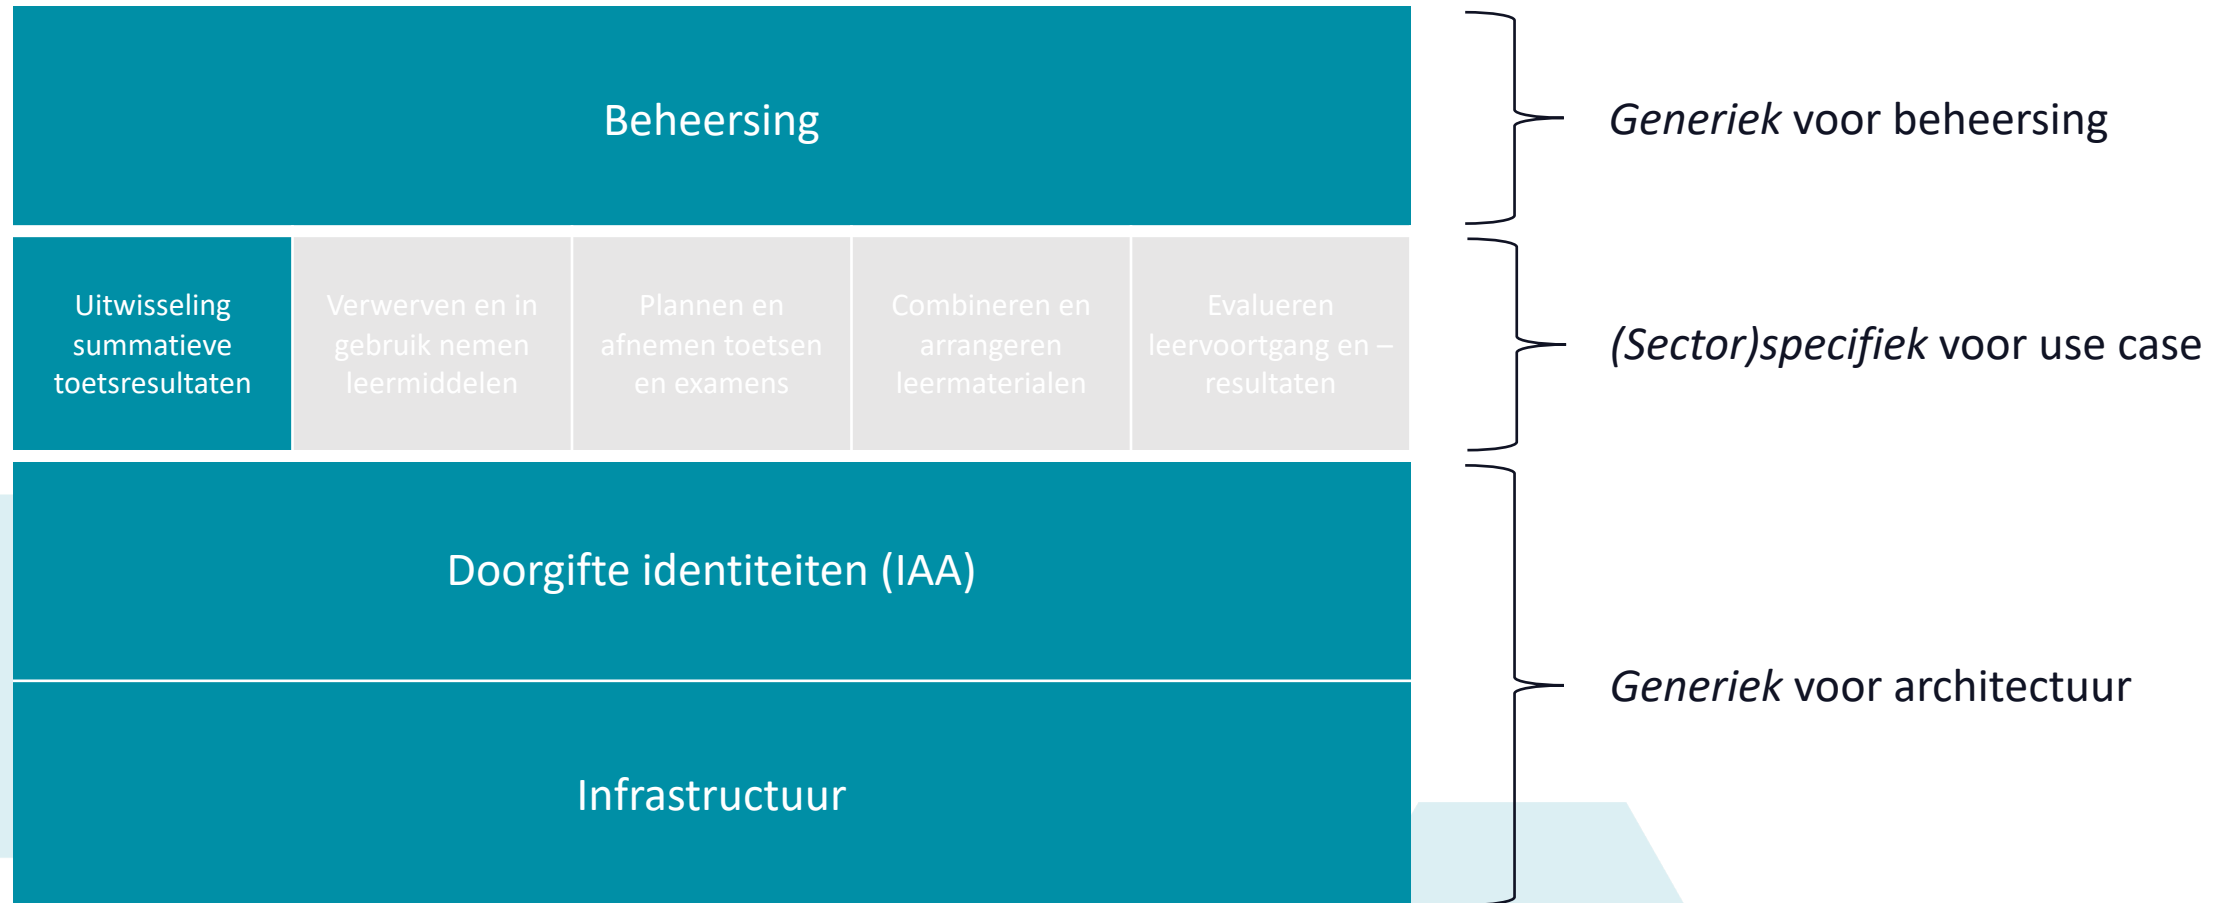 Beheersing
Generiek voor beheersing
Uitwisseling
summatieve
toetsresultaten
Verwerven en in
gebruik nemen
leermiddelen
Plannen en
afnemen toetsen
en examens
Combineren en
arrangeren
leermaterialen
Evalueren
leervoortgang en –
resultaten
(Sector)specifiek voor use case
Doorgifte identiteiten (IAA)
Infrastructuur
Generiek voor architectuur